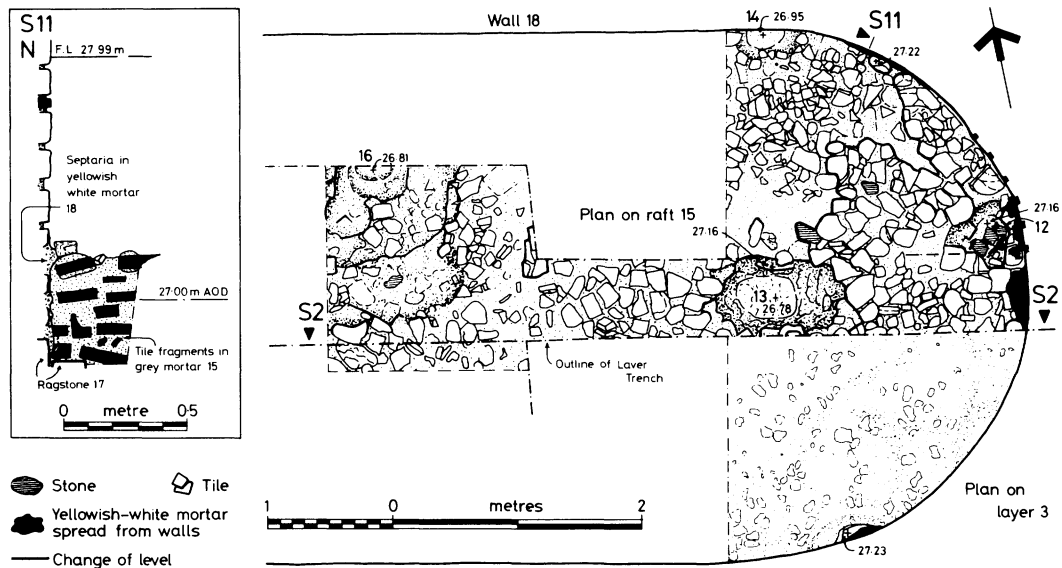 S11
N
F.L 27·99 m
Septaria in
yellowish
white mortar
18
27·00 m AOD
Tile fragments in
grey mortar 15
Ragstone 17
0 metre 0·5
Stone
Tile
Yellowish-white mortar
spread from walls
Change of level
Wall 18
14
26·95
S11
27·22
16
26·81
Plan on raft 15
27·16
27·16
12
13
26·78
S2
S2
Outline of Laver
Trench
1 0 metres 2
Plan on
layer 3
27·23